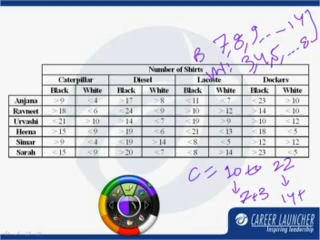 B 7,8,9,...14
W: 3,4,5,...8
Number of Shirts
Caterpillar Diesel Lacoste Dockers
Black White Black White Black White Black White
Anjana > 9 < 4 > 17 > 8 < 11 < 7 < 23 > 10
Ravneet > 18 < 6 < 24 < 9 > 10 > 12 > 14 < 10
Urvashi < 21 > 10 > 14 < 7 > 19 > 9 > 10 < 12
Heena > 15 < 9 > 19 < 6 < 21 > 13 > 18 < 5
Simar < 9 > 4 < 19 > 14 < 8 < 5 > 12 > 12
Sarah < 15 < 9 > 20 < 7 < 8 > 14 > 23 < 5
C = 10 to 22
2+3 14+
CAREER LAUNCHER
Inspiring leadership